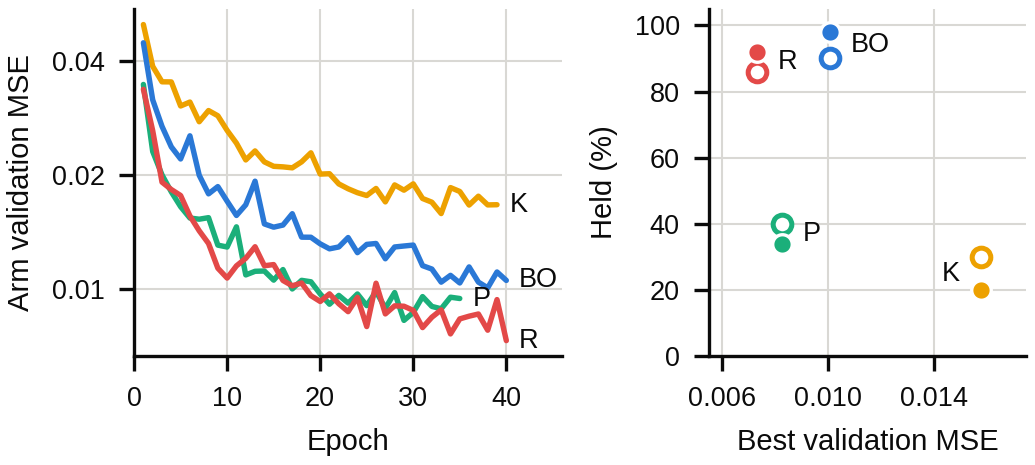 Arm validation MSE
0.04
0.02
0.01
0
10
20
30
40
Epoch
K
BO
P
R
Held (%)
100
80
60
40
20
0
0.006
0.010
0.014
Best validation MSE
R
BO
P
K